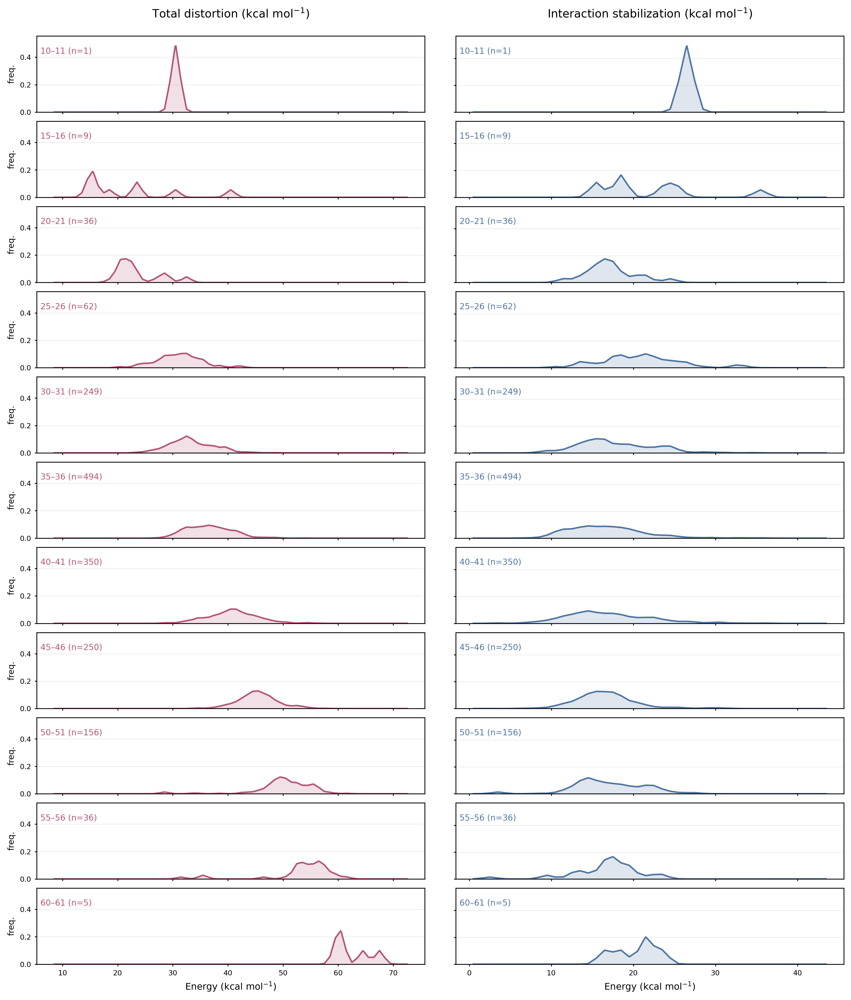 Total distortion (kcal mol⁻¹)
Interaction stabilization (kcal mol⁻¹)
freq.
0.4
0.2
0.0
10–11 (n=1)
10–11 (n=1)
freq.
0.4
0.2
0.0
15–16 (n=9)
15–16 (n=9)
freq.
0.4
0.2
0.0
20–21 (n=36)
20–21 (n=36)
freq.
0.4
0.2
0.0
25–26 (n=62)
25–26 (n=62)
freq.
0.4
0.2
0.0
30–31 (n=249)
30–31 (n=249)
freq.
0.4
0.2
0.0
35–36 (n=494)
35–36 (n=494)
freq.
0.4
0.2
0.0
40–41 (n=350)
40–41 (n=350)
freq.
0.4
0.2
0.0
45–46 (n=250)
45–46 (n=250)
freq.
0.4
0.2
0.0
50–51 (n=156)
50–51 (n=156)
freq.
0.4
0.2
0.0
55–56 (n=36)
55–56 (n=36)
freq.
0.4
0.2
0.0
60–61 (n=5)
60–61 (n=5)
10 20 30 40 50 60 70
0 10 20 30 40
Energy (kcal mol⁻¹)
Energy (kcal mol⁻¹)